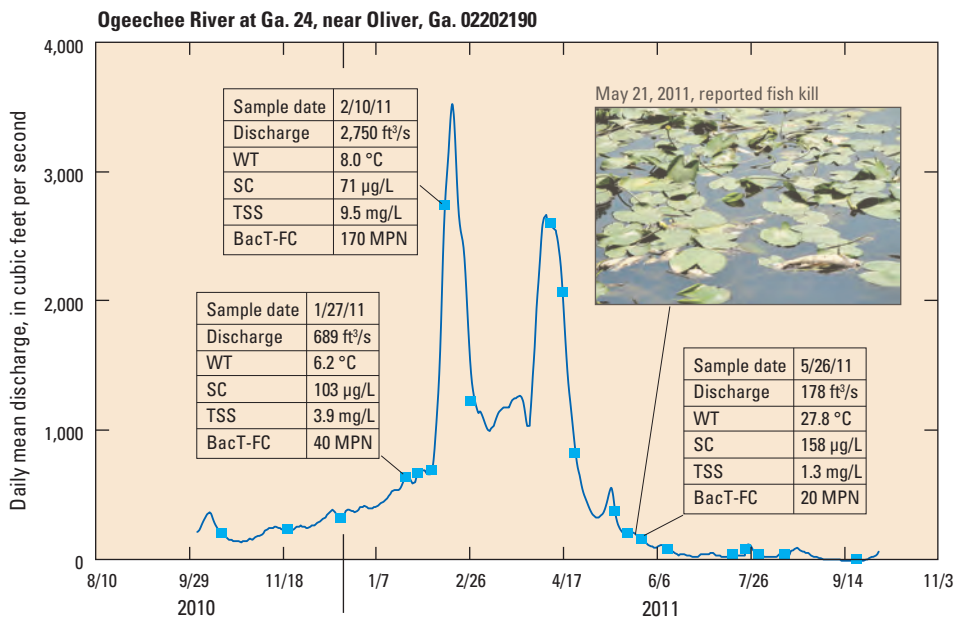 Ogeechee River at Ga. 24, near Oliver, Ga. 02202190
Daily mean discharge, in cubic feet per second
4,000
3,000
2,000
1,000
0
Sample date 2/10/11
Discharge 2,750 ft³/s
WT 8.0 °C
SC 71 µg/L
TSS 9.5 mg/L
BacT-FC 170 MPN
May 21, 2011, reported fish kill
Sample date 1/27/11
Discharge 689 ft³/s
WT 6.2 °C
SC 103 µg/L
TSS 3.9 mg/L
BacT-FC 40 MPN
Sample date 5/26/11
Discharge 178 ft³/s
WT 27.8 °C
SC 158 µg/L
TSS 1.3 mg/L
BacT-FC 20 MPN
8/10 9/29 11/18 1/7 2/26 4/17 6/6 7/26 9/14 11/3
2010 2011